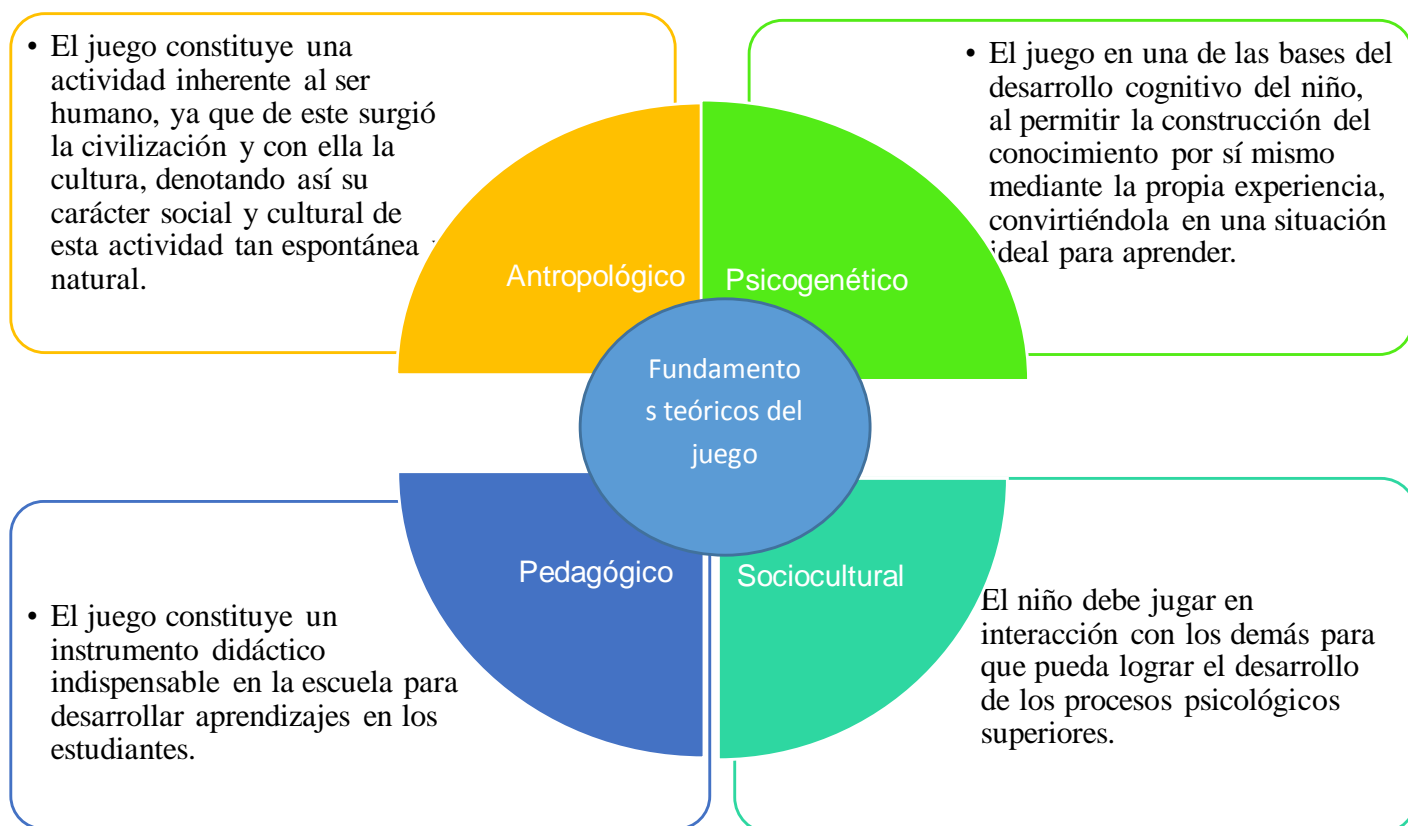 • El juego constituye una
actividad inherente al ser
humano, ya que de este surgió
la civilización y con ella la
cultura, denotando así su
carácter social y cultural de
esta actividad tan espontánea
natural.
• El juego en una de las bases del
desarrollo cognitivo del niño,
al permitir la construcción del
conocimiento por sí mismo
mediante la propia experiencia,
convirtiéndola en una situación
ideal para aprender.
Antropológico
Psicogenético
Fundamento
s teóricos del
juego
Pedagógico
Sociocultural
• El juego constituye un
instrumento didáctico
indispensable en la escuela para
desarrollar aprendizajes en los
estudiantes.
El niño debe jugar en
interacción con los demás para
que pueda lograr el desarrollo
de los procesos psicológicos
superiores.